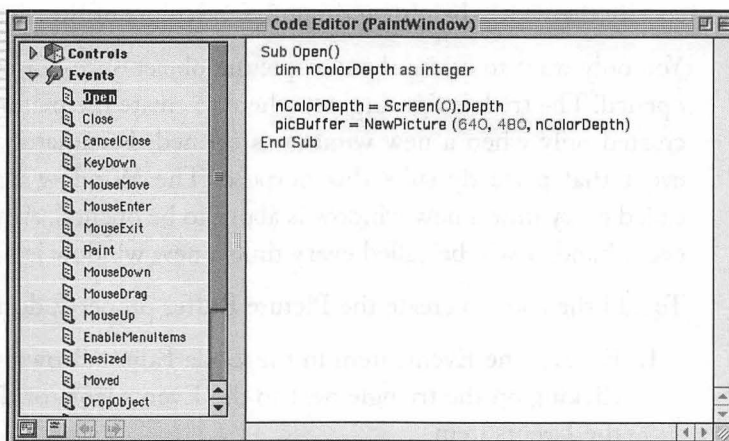 Code Editor (PaintWindow)
Controls
Events
Open
Close
CancelClose
KeyDown
MouseMove
MouseEnter
MouseExit
Paint
MouseDown
MouseDrag
MouseUp
EnableMenuItems
Resized
Moved
DropObject
Sub Open()
dim nColorDepth as integer
nColorDepth = Screen(0).Depth
picBuffer = NewPicture (640, 480, nColorDepth)
End Sub